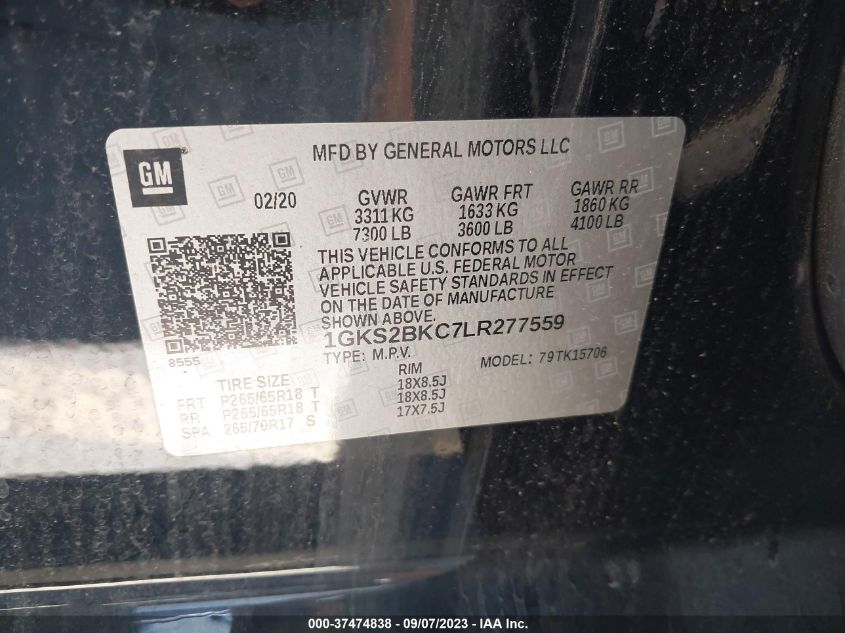 GM
MFD BY GENERAL MOTORS LLC
02/20 GVWR GAWR FRT GAWR RR
3311 KG 1633 KG 1860 KG
7300 LB 3600 LB 4100 LB
THIS VEHICLE CONFORMS TO ALL
APPLICABLE U.S. FEDERAL MOTOR
VEHICLE SAFETY STANDARDS IN EFFECT
ON THE DATE OF MANUFACTURE
SHOWN ABOVE.
1GKS2BKC7LR277559
8555 TYPE: M.P.V. MODEL: 79TK15706
TIRE SIZE RIM
FRT P265/65R18 T 18X8.5J
RR P265/65R18 T 18X8.5J
SPA 265/70R17 S 17X7.5J
000-37474838 - 09/07/2023 - IAA Inc.